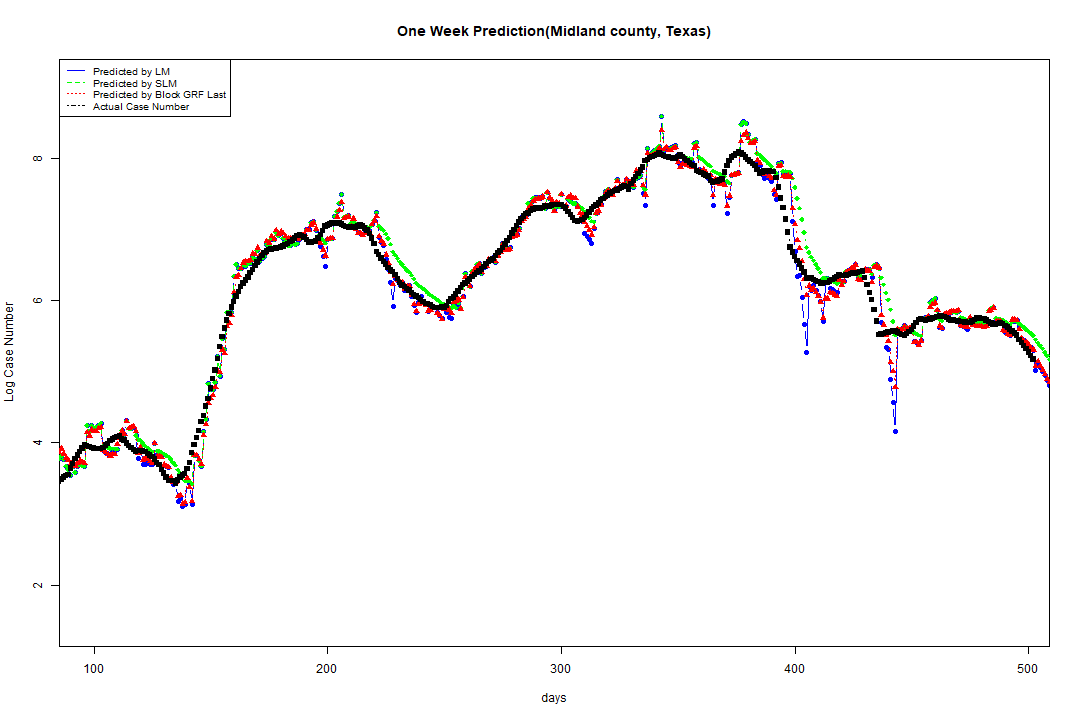 One Week Prediction(Midland county, Texas)
Predicted by LM
Predicted by SLM
Predicted by Block GRF Last
Actual Case Number
8
6
4
2
Log Case Number
100 200 300 400 500
days